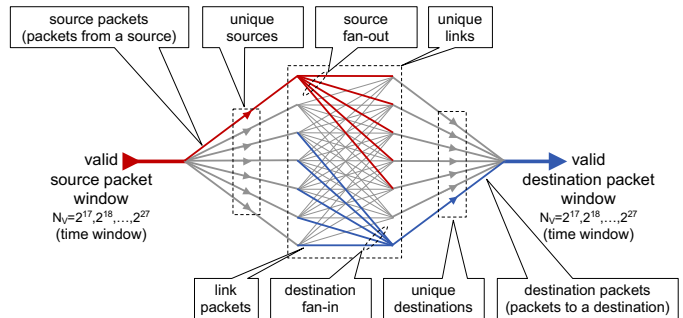 source packets
(packets from a source)
unique
sources
source
fan-out
unique
links
valid
source packet
window
N_V=2^17,2^18,…,2^27
(time window)
valid
destination packet
window
N_V=2^17,2^18,…,2^27
(time window)
link
packets
destination
fan-in
unique
destinations
destination packets
(packets to a destination)